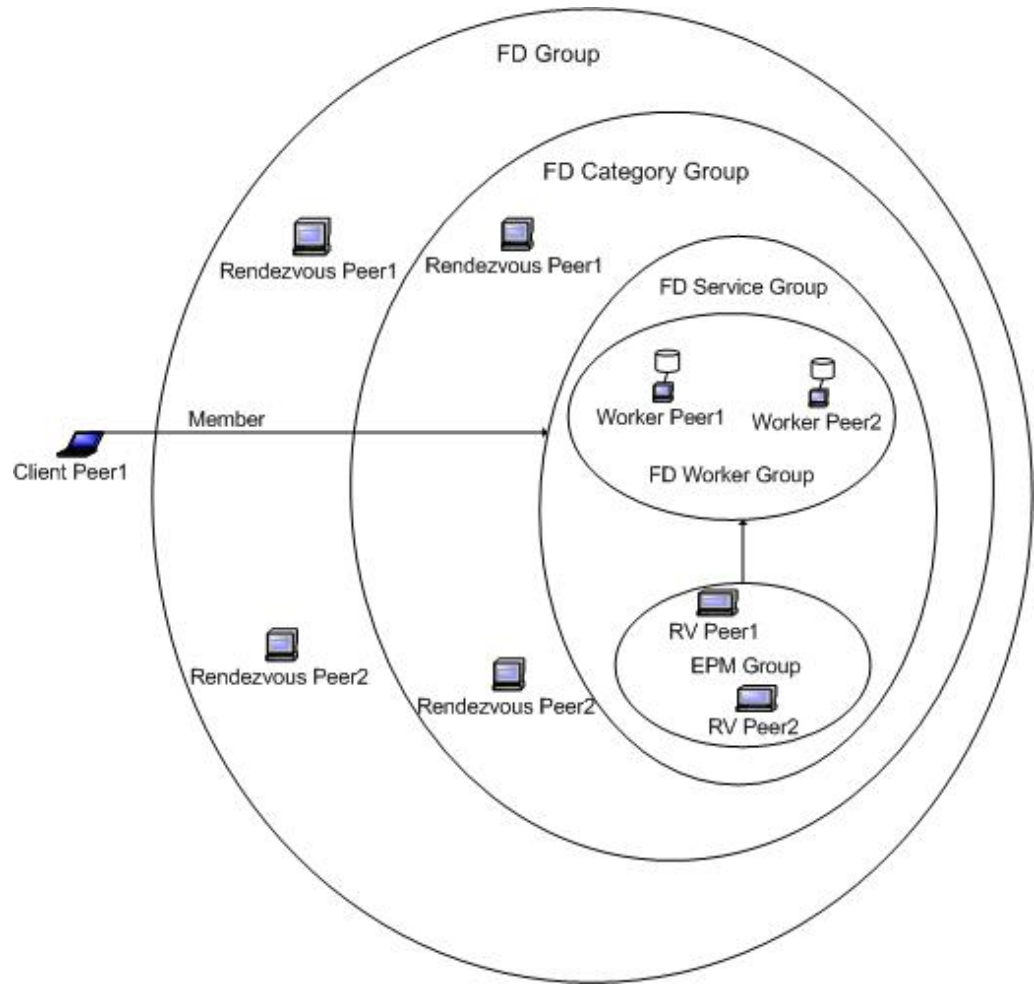 FD Group
FD Category Group
Rendezvous Peer1
Rendezvous Peer1
FD Service Group
Worker Peer1
Worker Peer2
Member
Client Peer1
FD Worker Group
RV Peer1
EPM Group
Rendezvous Peer2
Rendezvous Peer2
RV Peer2